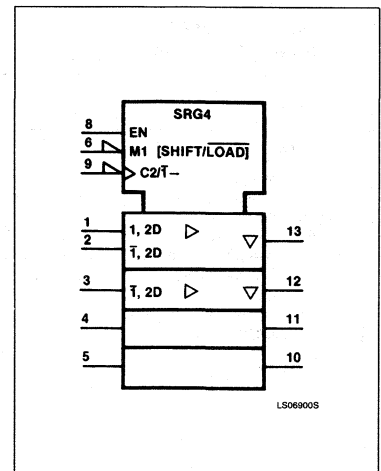 SRG4
8 EN
6 M1 [SHIFT/L̅O̅A̅D̅]
9 C2/1̅→
1 1, 2D 13
2 1̅, 2D
3 1̅, 2D 12
4 11
5 10
LS06900S